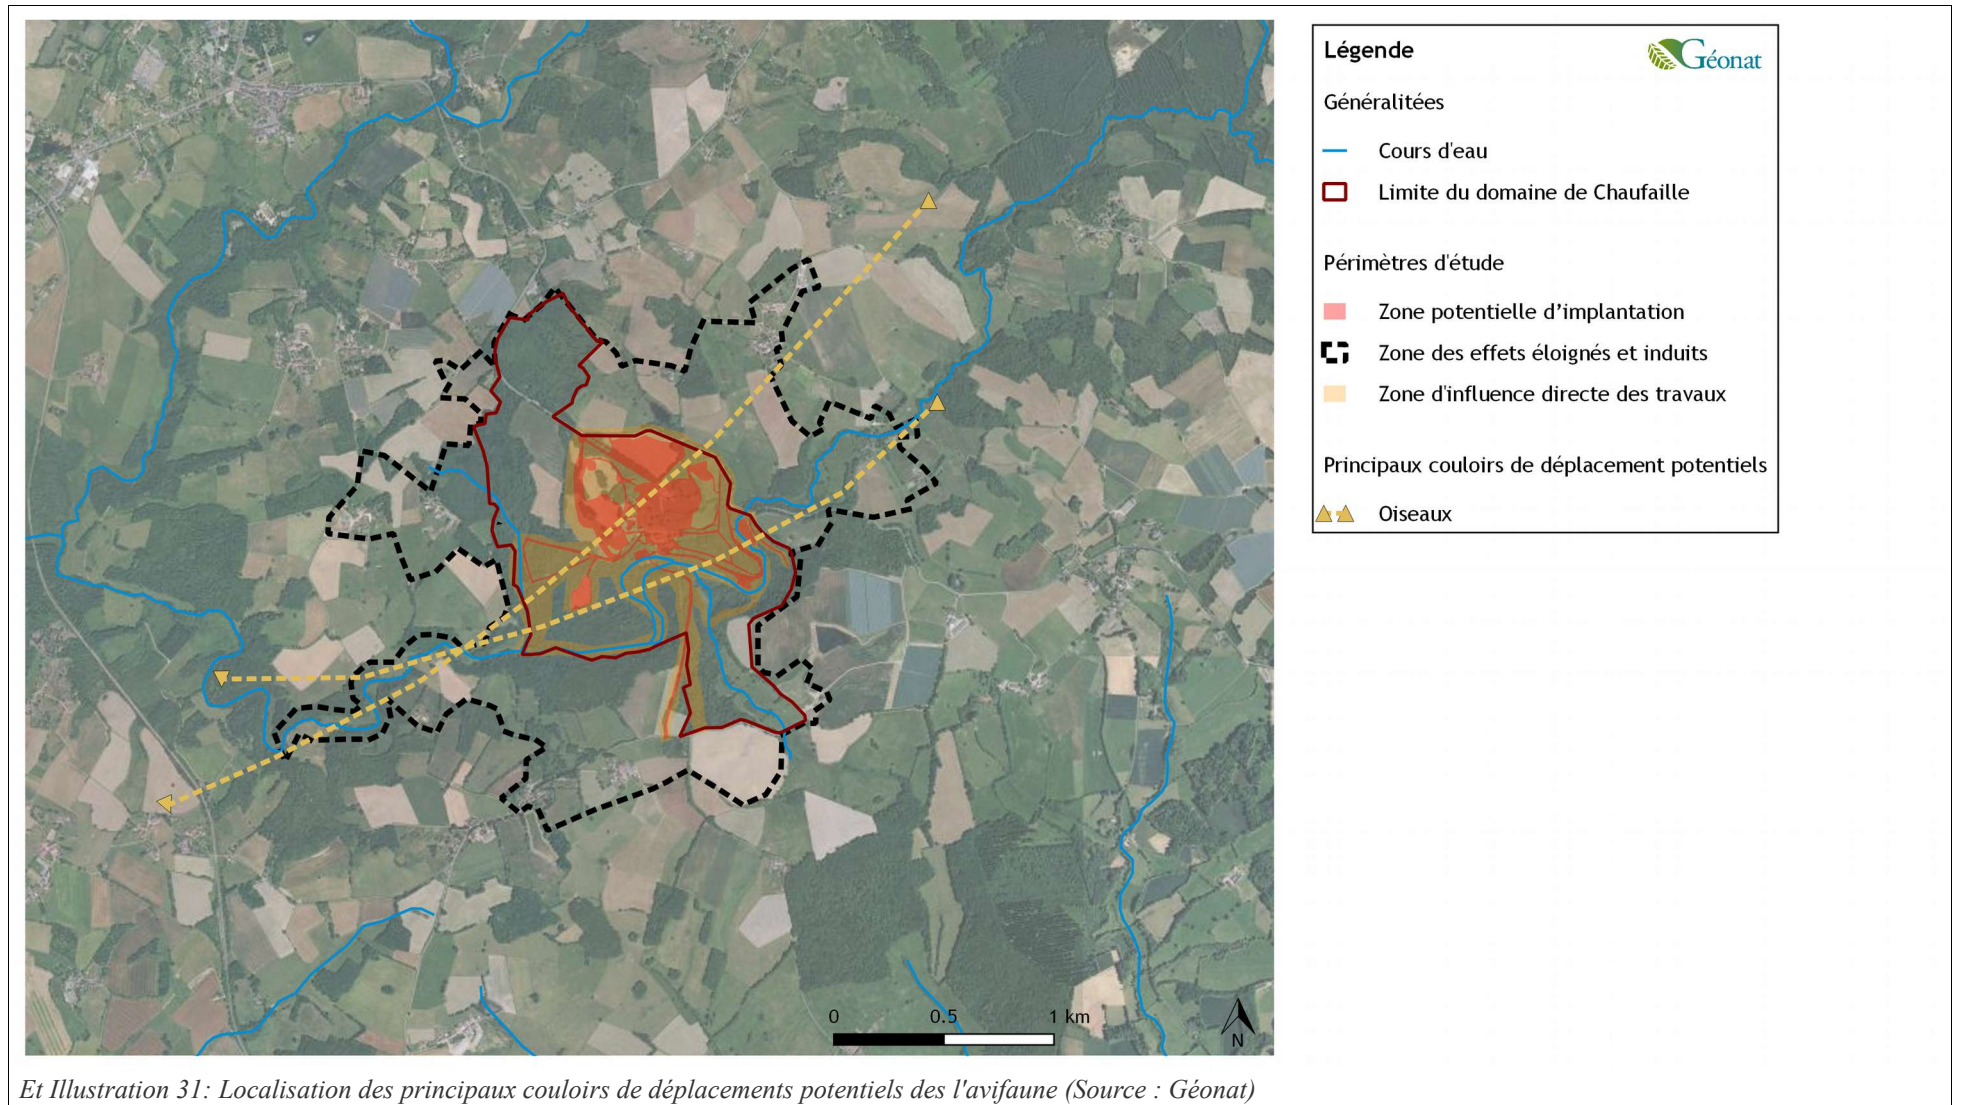 Légende
Géonat
Généralitées
Cours d'eau
Limite du domaine de Chaufaille
Périmètres d'étude
Zone potentielle d’implantation
Zone des effets éloignés et induits
Zone d'influence directe des travaux
Principaux couloirs de déplacement potentiels
Oiseaux
0 0.5 1 km
N
Et Illustration 31: Localisation des principaux couloirs de déplacements potentiels des l'avifaune (Source : Géonat)